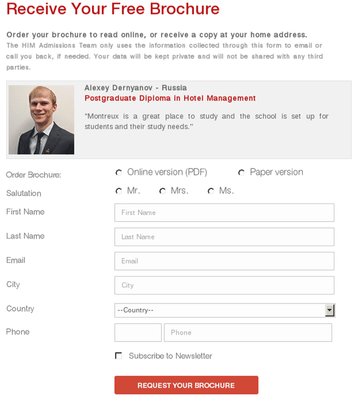 Receive Your Free Brochure
Order your brochure to read online, or receive a copy at your home address.
The HIM Admissions Team only uses the information collected through this form to email or
call you back, if needed. Your data will be kept private and will not be shared with any third
parties.
Alexey Dernyanov - Russia
Postgraduate Diploma in Hotel Management
"Montreux is a great place to study and the school is set up for
students and their study needs."
Order Brochure: Online version (PDF) Paper version
Salutation Mr. Mrs. Ms.
First Name First Name
Last Name Last Name
Email Email
City City
Country --Country--
Phone Phone
Subscribe to Newsletter
REQUEST YOUR BROCHURE